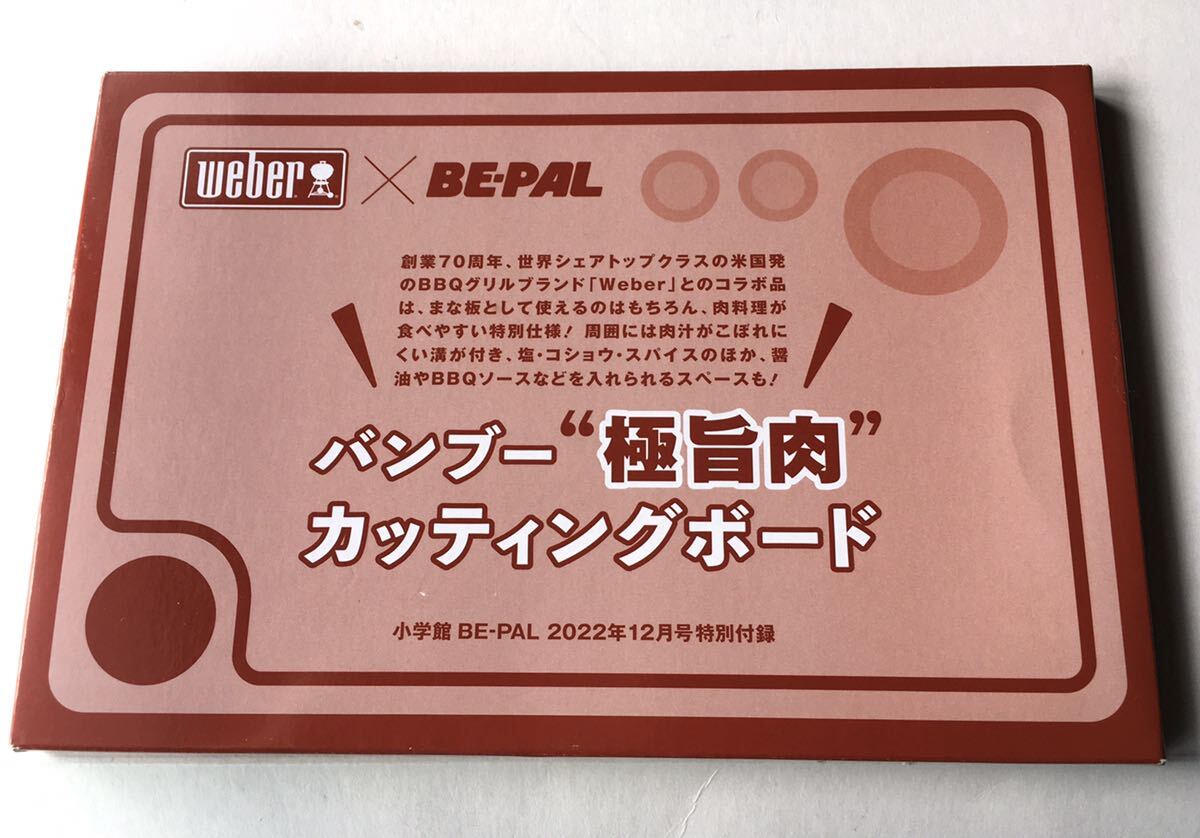 weber × BE-PAL
創業70周年、世界シェアトップクラスの米国発
のBBQグリルブランド「Weber」とのコラボ品
は、まな板として使えるのはもちろん、肉料理が
食べやすい特別仕様！ 周囲には肉汁がこぼれに
くい溝が付き、塩・コショウ・スパイスのほか、醤
油やBBQソースなどを入れられるスペースも！
バンブー“極旨肉”
カッティングボード
小学館 BE-PAL 2022年12月号特別付録